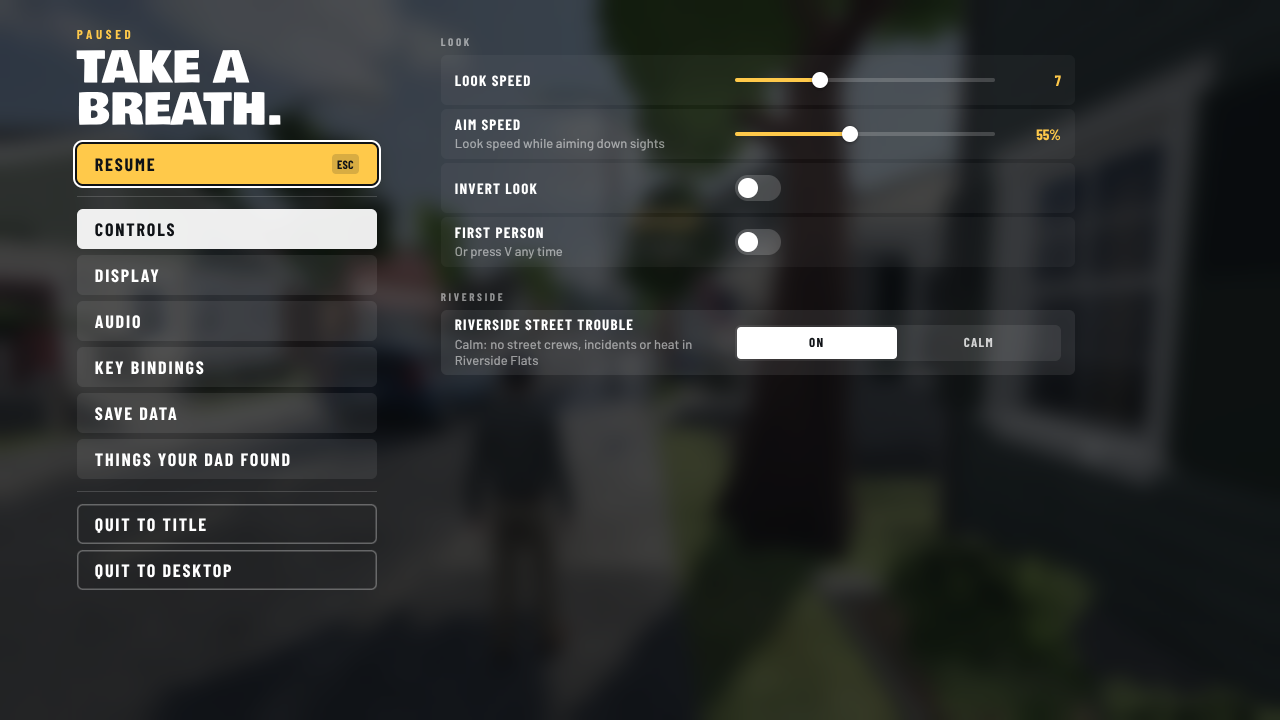 PAUSED
TAKE A
BREATH.
RESUME ESC
CONTROLS
DISPLAY
AUDIO
KEY BINDINGS
SAVE DATA
THINGS YOUR DAD FOUND
QUIT TO TITLE
QUIT TO DESKTOP
LOOK
LOOK SPEED 7
AIM SPEED 55%
Look speed while aiming down sights
INVERT LOOK
FIRST PERSON
Or press V any time
RIVERSIDE
RIVERSIDE STREET TROUBLE
Calm: no street crews, incidents or heat in
Riverside Flats
ON CALM